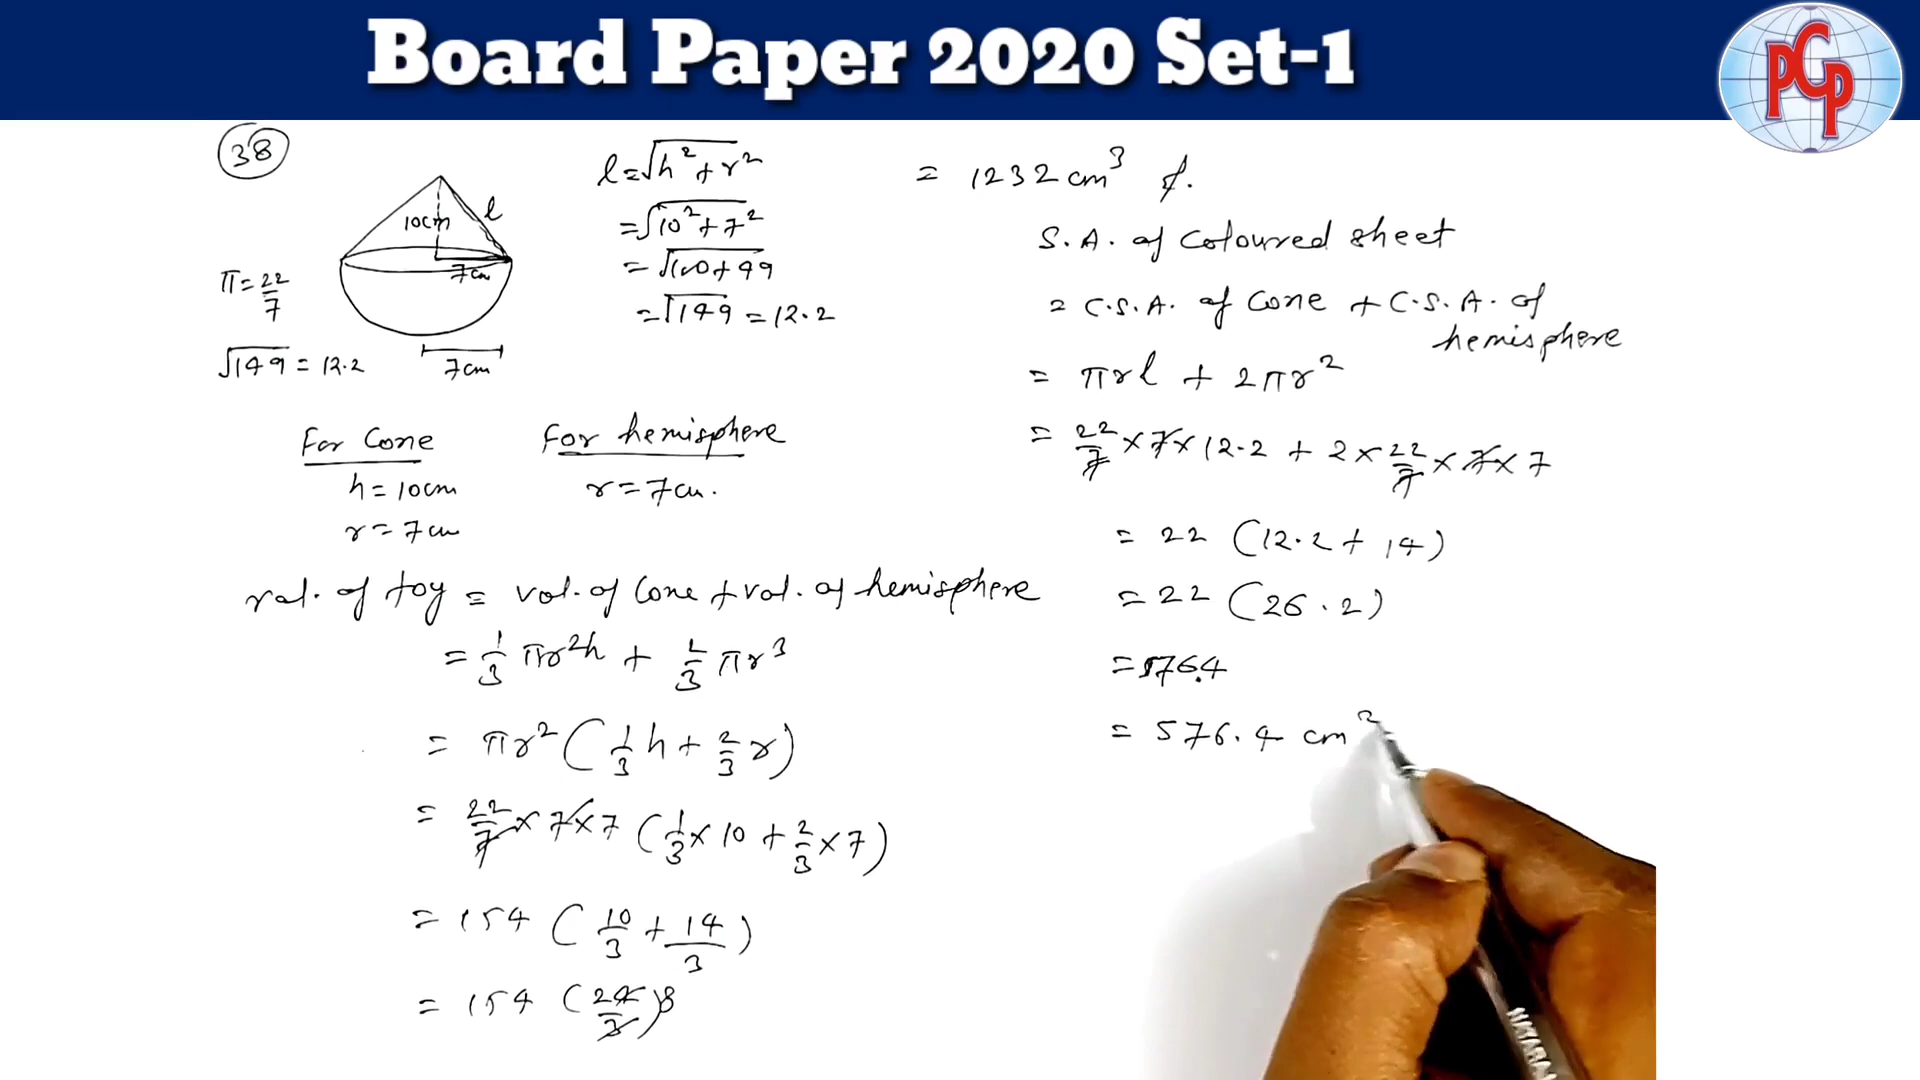 Board Paper 2020 Set-1
PCP
38
10cm
l
7cm
π = 22/7
√149 = 12.2
7cm
l = √h² + r²
= √10² + 7²
= √100 + 49
= √149 = 12.2
For Cone
h = 10cm
r = 7cm
For hemisphere
r = 7cm.
vol. of toy = vol. of Cone + vol. of hemisphere
= 1/3 πr²h + 2/3 πr³
= πr² (1/3 h + 2/3 r)
= 22/7 × 7 × 7 (1/3 × 10 + 2/3 × 7)
= 154 (10/3 + 14/3)
= 154 (24/3) 8
= 1232 cm³
S.A. of Coloured sheet
= C.S.A. of Cone + C.S.A. of
hemisphere
= πrl + 2πr²
= 22/7 × 7 × 12.2 + 2 × 22/7 × 7 × 7
= 22 (12.2 + 14)
= 22 (26.2)
= 576.4
= 576.4 cm²
NATARAJ